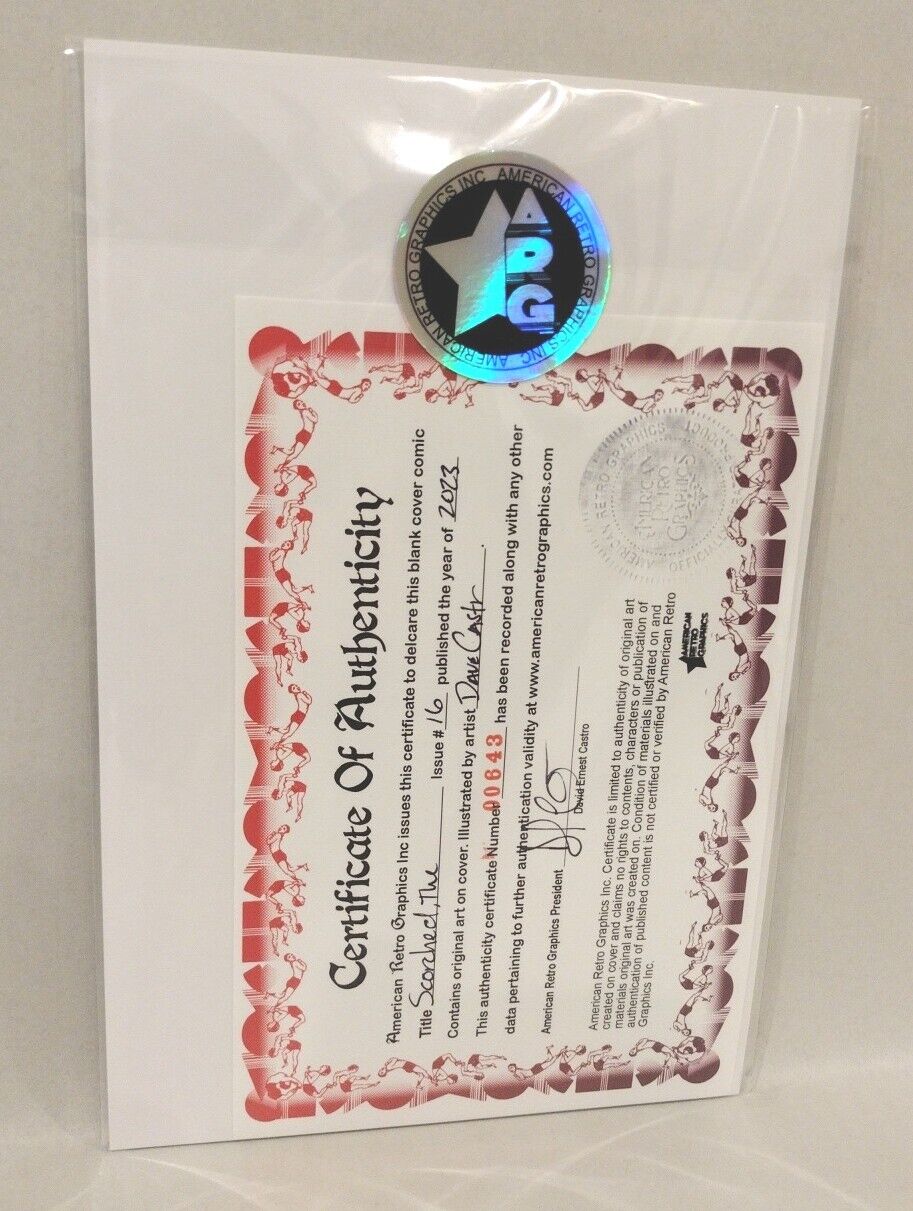 AMERICAN RETRO GRAPHICS INC
AMERICAN RETRO GRAPHICS INC
ARG
Certificate Of Authenticity
American Retro Graphics Inc issues this certificate to delcare this blank cover comic
Title Scorched, The Issue # 16 published the year of 2023
Contains original art on cover. Illustrated by artist Dave Castr.
This authenticity certificate Number 00643 has been recorded along with any other
data pertaining to further authentication validity at www.americanretrographics.com
American Retro Graphics President
David Ernest Castro
American Retro Graphics Inc. Certificate is limited to authenticity of original art
created on cover and claims no rights to contents, characters or publication of
materials original art was created on. Condition of materials illustrated on and
authentication of published content is not certified or verified by American Retro
Graphics Inc.
AMERICAN
RETRO
GRAPHICS
AMERICAN
RETRO
GRAPHICS